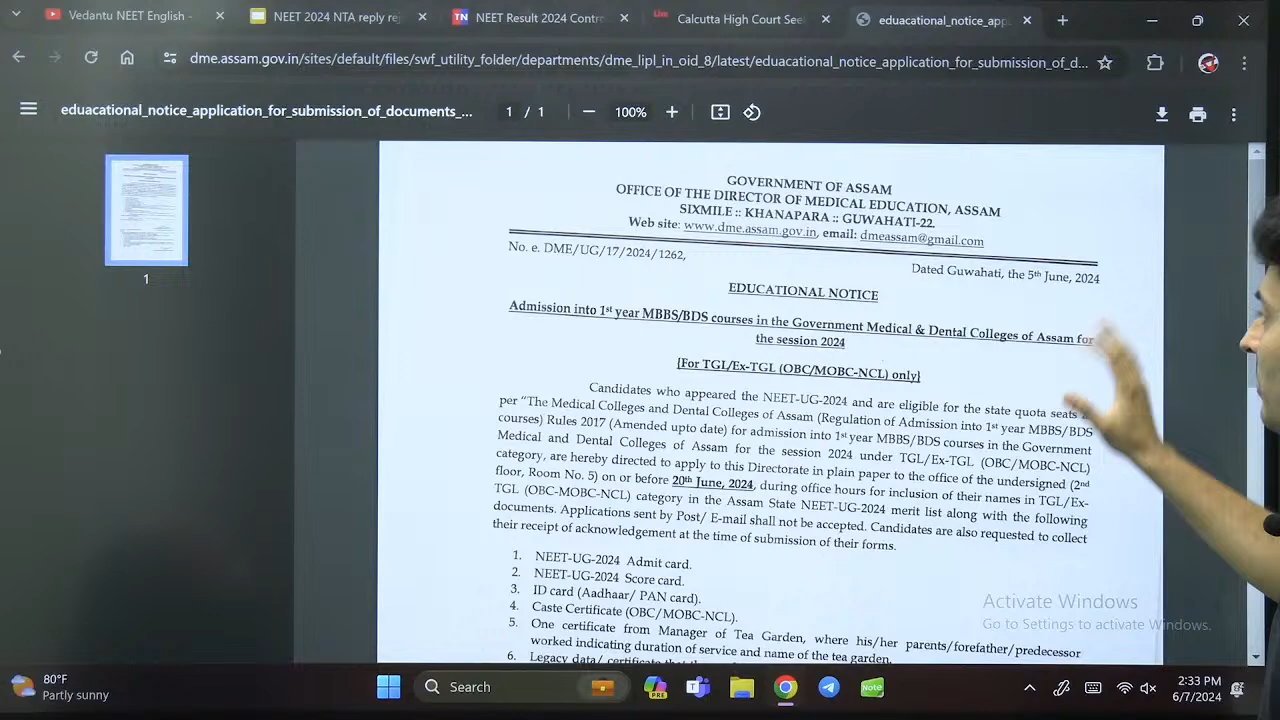 Vedantu NEET English -
NEET 2024 NTA reply re
NEET Result 2024 Contr
Calcutta High Court See
eduacational_notice_app
dme.assam.gov.in/sites/default/files/swf_utility_folder/departments/dme_lipl_in_oid_8/latest/eduacational_notice_application_for_submission_of_d...
eduacational_notice_application_for_submission_of_documents_...
1 / 1
100%
1
GOVERNMENT OF ASSAM
OFFICE OF THE DIRECTOR OF MEDICAL EDUCATION, ASSAM
SIXMILE :: KHANAPARA :: GUWAHATI-22.
Web site: www.dme.assam.gov.in, email: dmeassam@gmail.com
No. e. DME/UG/17/2024/1262,
Dated Guwahati, the 5th June, 2024
EDUCATIONAL NOTICE
Admission into 1st year MBBS/BDS courses in the Government Medical & Dental Colleges of Assam for
the session 2024
{For TGL/Ex-TGL (OBC/MOBC-NCL) only}
Candidates who appeared the NEET-UG-2024 and are eligible for the state quota seats
per "The Medical Colleges and Dental Colleges of Assam (Regulation of Admission into 1st year MBBS/BDS
courses) Rules 2017 (Amended upto date) for admission into 1st year MBBS/BDS courses in the Government
Medical and Dental Colleges of Assam for the session 2024 under TGL/Ex-TGL (OBC/MOBC-NCL)
category, are hereby directed to apply to this Directorate in plain paper to the office of the undersigned (2nd
floor, Room No. 5) on or before 20th June, 2024, during office hours for inclusion of their names in TGL/Ex-
TGL (OBC-MOBC-NCL) category in the Assam State NEET-UG-2024 merit list along with the following
documents. Applications sent by Post/ E-mail shall not be accepted. Candidates are also requested to collect
their receipt of acknowledgement at the time of submission of their forms.
1. NEET-UG-2024 Admit card.
2. NEET-UG-2024 Score card.
3. ID card (Aadhaar/ PAN card).
4. Caste Certificate (OBC/MOBC-NCL).
5. One certificate from Manager of Tea Garden, where his/her parents/forefather/predecessor
worked indicating duration of service and name of the tea garden.
6. Legacy data/ certificate
Activate Windows
Go to Settings to activate Windows.
80°F
Partly sunny
Search
PRE
Note
2:33 PM
6/7/2024